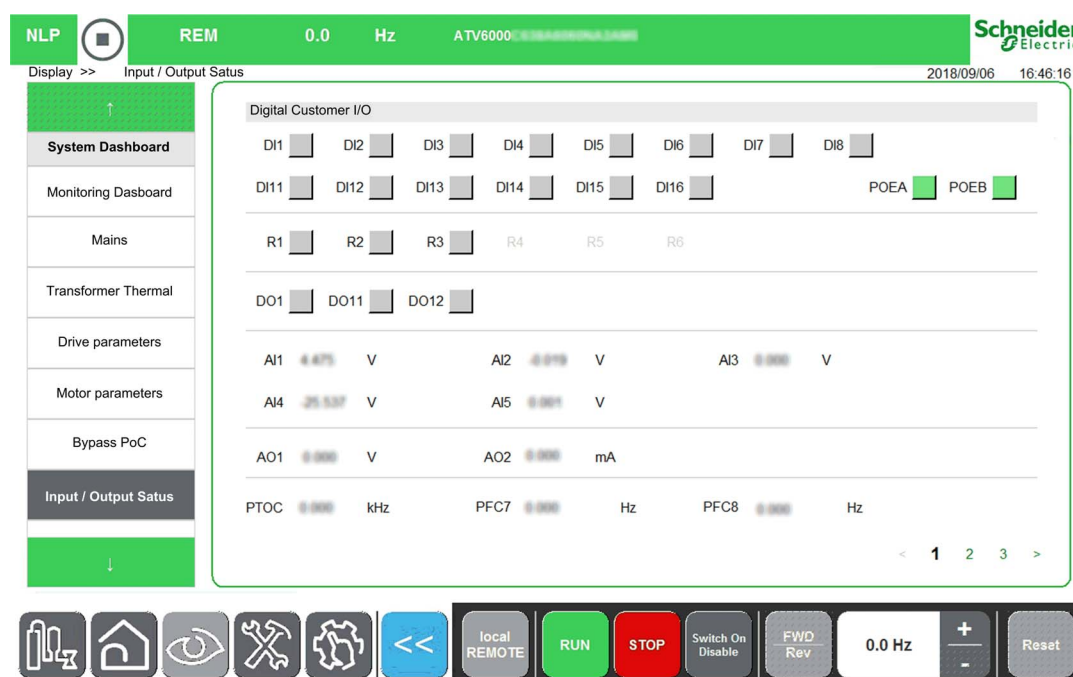 NLP REM 0.0 Hz ATV6000
Schneider
Electric
Display >> Input / Output Satus 2018/09/06 16:46:16
↑
System Dashboard
Monitoring Dasboard
Mains
Transformer Thermal
Drive parameters
Motor parameters
Bypass PoC
Input / Output Satus
↓
Digital Customer I/O
DI1 DI2 DI3 DI4 DI5 DI6 DI7 DI8
DI11 DI12 DI13 DI14 DI15 DI16 POEA POEB
R1 R2 R3 R4 R5 R6
DO1 DO11 DO12
AI1 V AI2 V AI3 V
AI4 V AI5 V
AO1 V AO2 mA
PTOC kHz PFC7 Hz PFC8 Hz
< 1 2 3 >
<< local
REMOTE
RUN
STOP
Switch On
Disable
FWD
Rev
0.0 Hz
+
-
Reset